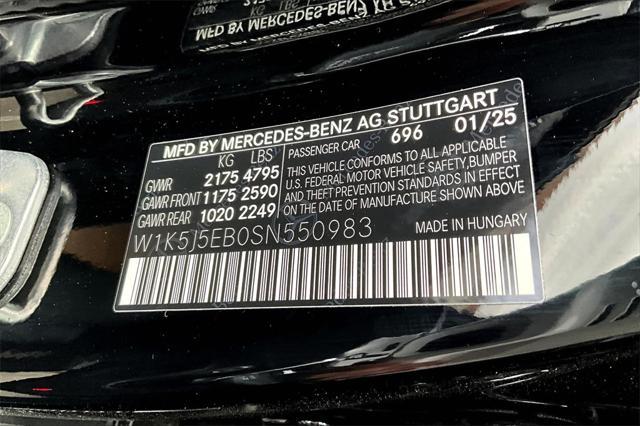 MFD BY MERCEDES-BENZ AG STUTTGART
KG LBS
GVWR 2175 4795
GAWR FRONT 1175 2590
GAWR REAR 1020 2249
PASSENGER CAR 696 01/25
THIS VEHICLE CONFORMS TO ALL APPLICABLE
U.S. FEDERAL MOTOR VEHICLE SAFETY, BUMPER
AND THEFT PREVENTION STANDARDS IN EFFECT
ON THE DATE OF MANUFACTURE SHOWN ABOVE
W1K5J5EB0SN550983
MADE IN HUNGARY